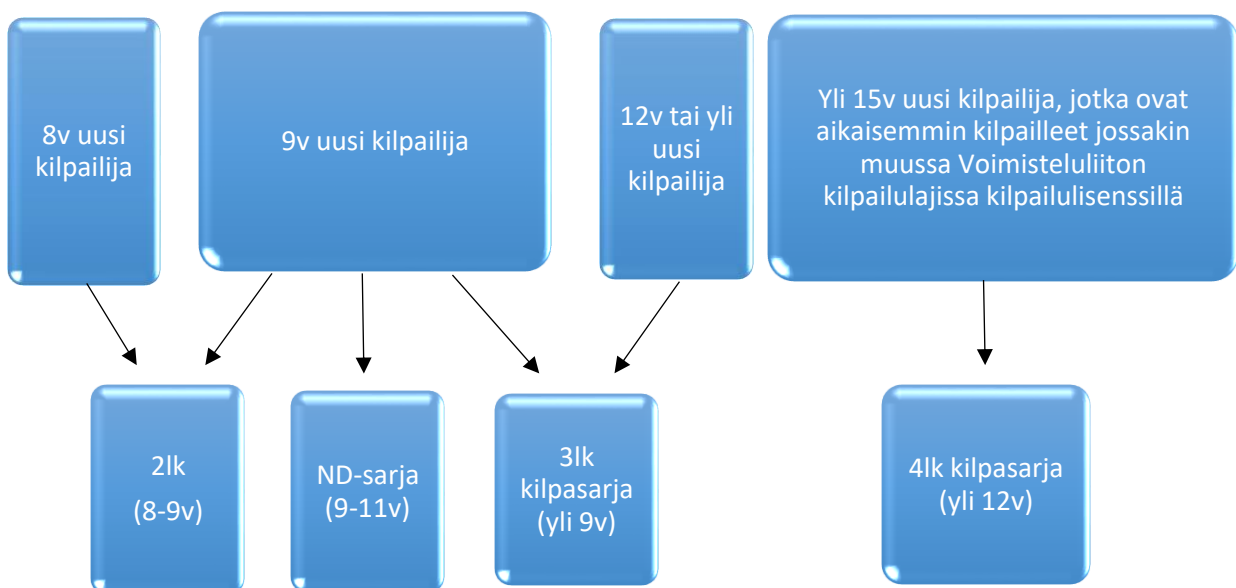 8v uusi
kilpailija
9v uusi kilpailija
12v tai yli
uusi
kilpailija
Yli 15v uusi kilpailija, jotka ovat
aikaisemmin kilpailleet jossakin
muussa Voimisteluliiton
kilpailulajissa kilpailulisenssillä
2lk
(8-9v)
ND-sarja
(9-11v)
3lk
kilpasarja
(yli 9v)
4lk kilpasarja
(yli 12v)